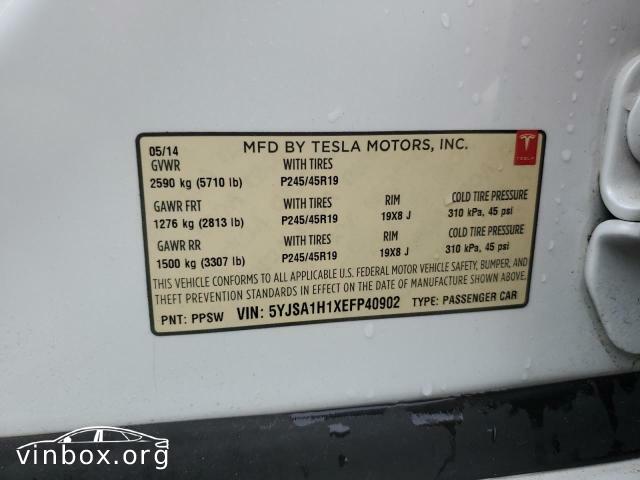 05/14 MFD BY TESLA MOTORS, INC.
TESLA
GVWR WITH TIRES
2590 kg (5710 lb) P245/45R19
GAWR FRT WITH TIRES RIM COLD TIRE PRESSURE
1276 kg (2813 lb) P245/45R19 19X8 J 310 kPa, 45 psi
GAWR RR WITH TIRES RIM COLD TIRE PRESSURE
1500 kg (3307 lb) P245/45R19 19X8 J 310 kPa, 45 psi
THIS VEHICLE CONFORMS TO ALL APPLICABLE U.S. FEDERAL MOTOR VEHICLE SAFETY, BUMPER, AND
THEFT PREVENTION STANDARDS IN EFFECT ON THE DATE OF MANUFACTURE SHOWN ABOVE.
PNT: PPSW VIN: 5YJSA1H1XEFP40902 TYPE: PASSENGER CAR
vinbox.org